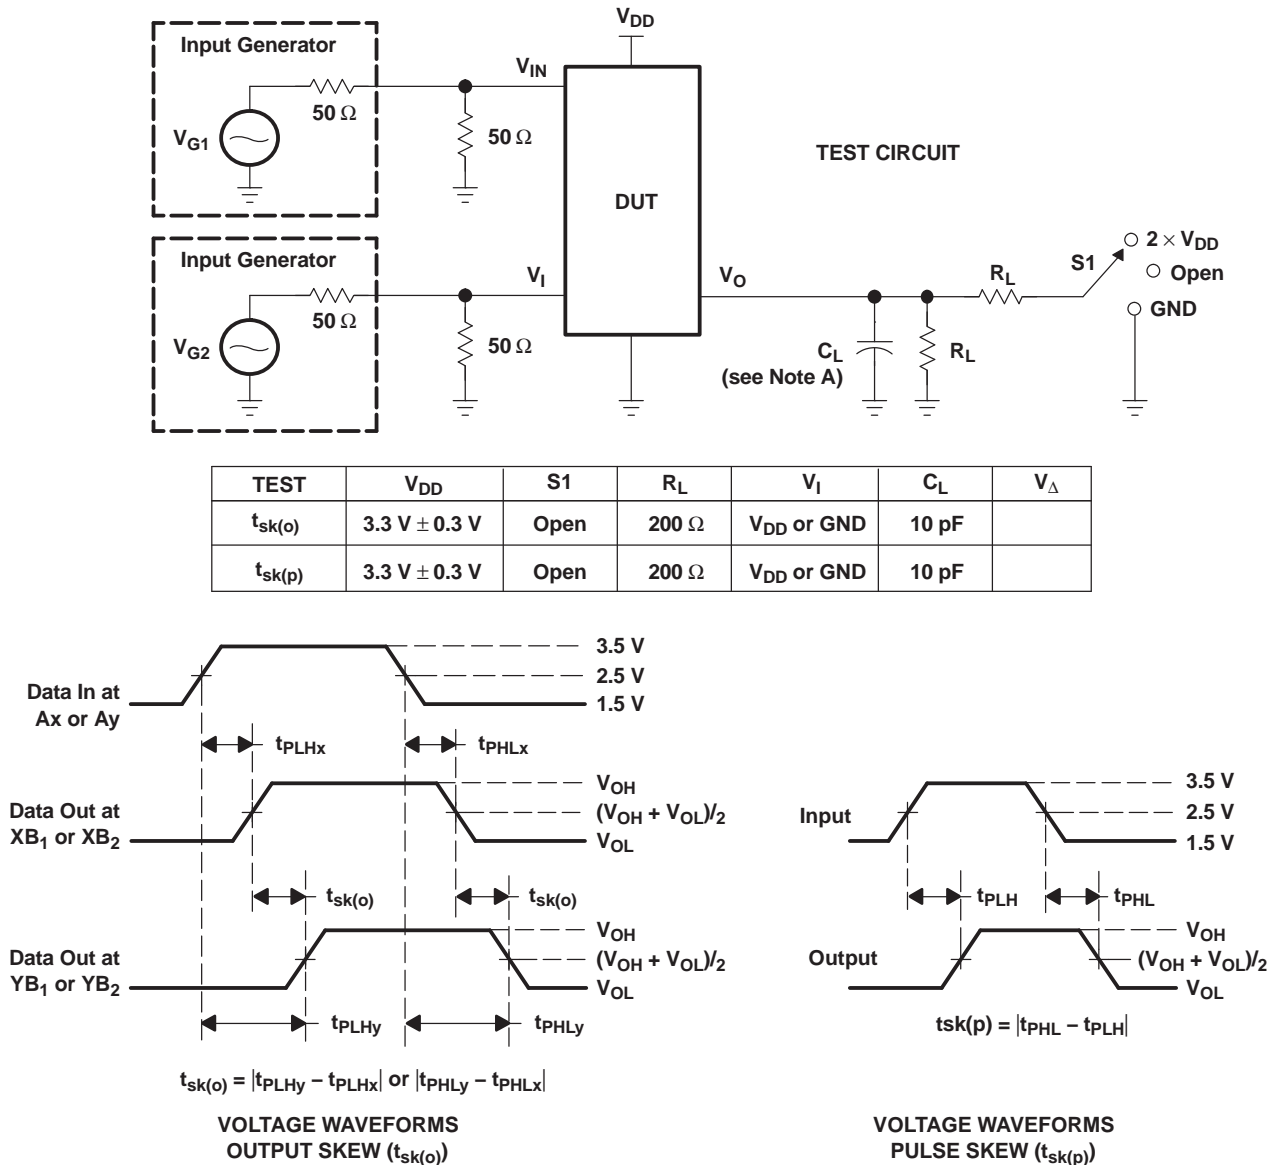 V_DD
Input Generator
V_IN
50 Ω
V_G1
50 Ω
TEST CIRCUIT
DUT
Input Generator
V_I
50 Ω
V_G2
50 Ω
V_O
R_L
S1
2 × V_DD
Open
GND
C_L
(see Note A)
R_L
TEST V_DD S1 R_L V_I C_L V_Δ
t_sk(o) 3.3 V ± 0.3 V Open 200 Ω V_DD or GND 10 pF
t_sk(p) 3.3 V ± 0.3 V Open 200 Ω V_DD or GND 10 pF
Data In at
Ax or Ay
3.5 V
2.5 V
1.5 V
t_PLHx
t_PHLx
Data Out at
XB_1 or XB_2
V_OH
(V_OH + V_OL)/2
V_OL
t_sk(o)
t_sk(o)
Data Out at
YB_1 or YB_2
V_OH
(V_OH + V_OL)/2
V_OL
t_PLHy
t_PHLy
t_sk(o) = |t_PLHy – t_PLHx| or |t_PHLy – t_PHLx|
VOLTAGE WAVEFORMS
OUTPUT SKEW (t_sk(o))
Input
3.5 V
2.5 V
1.5 V
t_PLH
t_PHL
Output
V_OH
(V_OH + V_OL)/2
V_OL
tsk(p) = |t_PHL – t_PLH|
VOLTAGE WAVEFORMS
PULSE SKEW (t_sk(p))